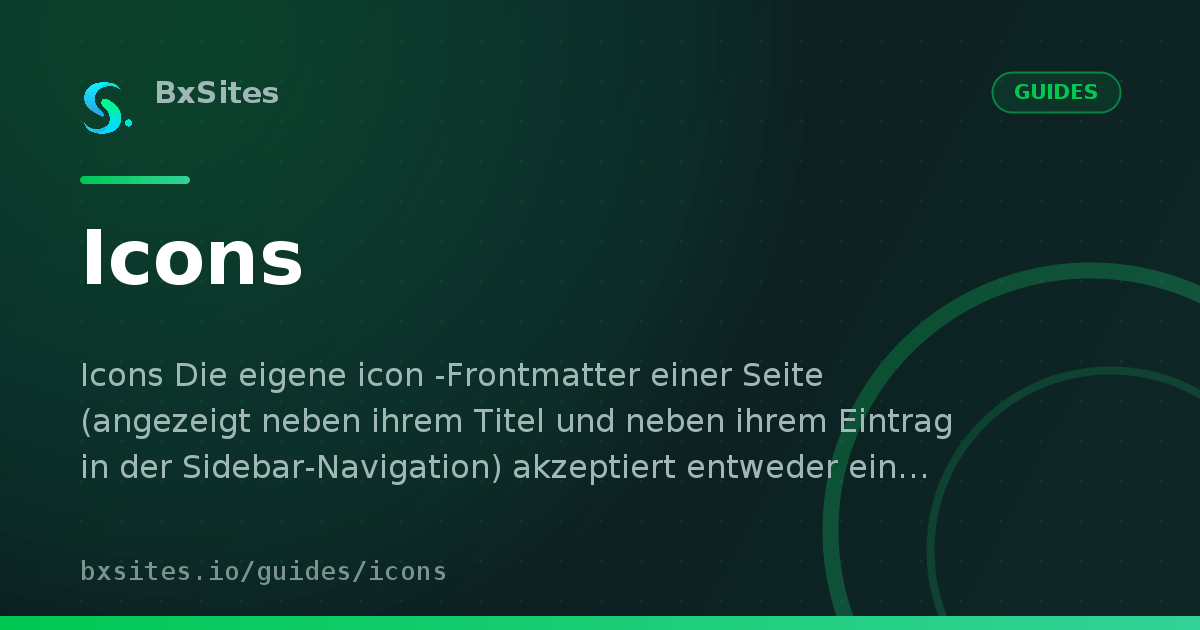 BxSites
GUIDES
Icons
Icons Die eigene icon -Frontmatter einer Seite
(angezeigt neben ihrem Titel und neben ihrem Eintrag
in der Sidebar-Navigation) akzeptiert entweder ein...
bxsites.io/guides/icons